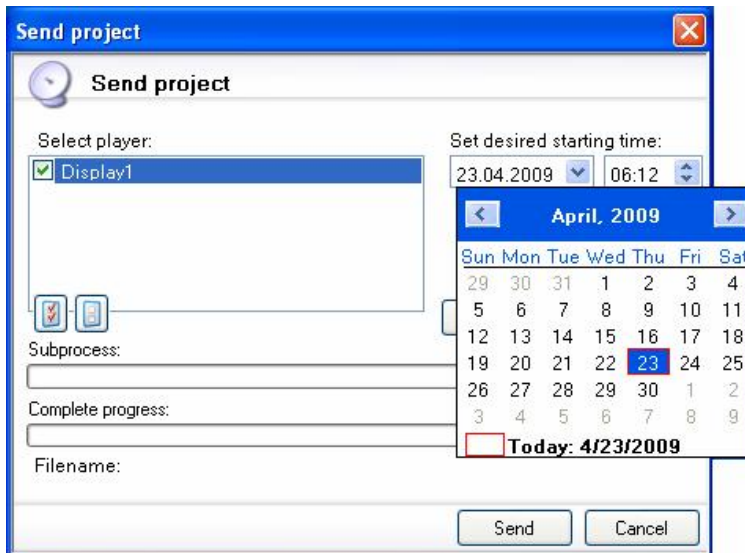 Send project
Send project
Select player:
Set desired starting time:
Display1
23.04.2009
06:12
April, 2009
Sun Mon Tue Wed Thu Fri Sat
29 30 31 1 2 3 4
5 6 7 8 9 10 11
12 13 14 15 16 17 18
19 20 21 22 23 24 25
26 27 28 29 30 1 2
3 4 5 6 7 8 9
Today: 4/23/2009
Subprocess:
Complete progress:
Filename:
Send
Cancel